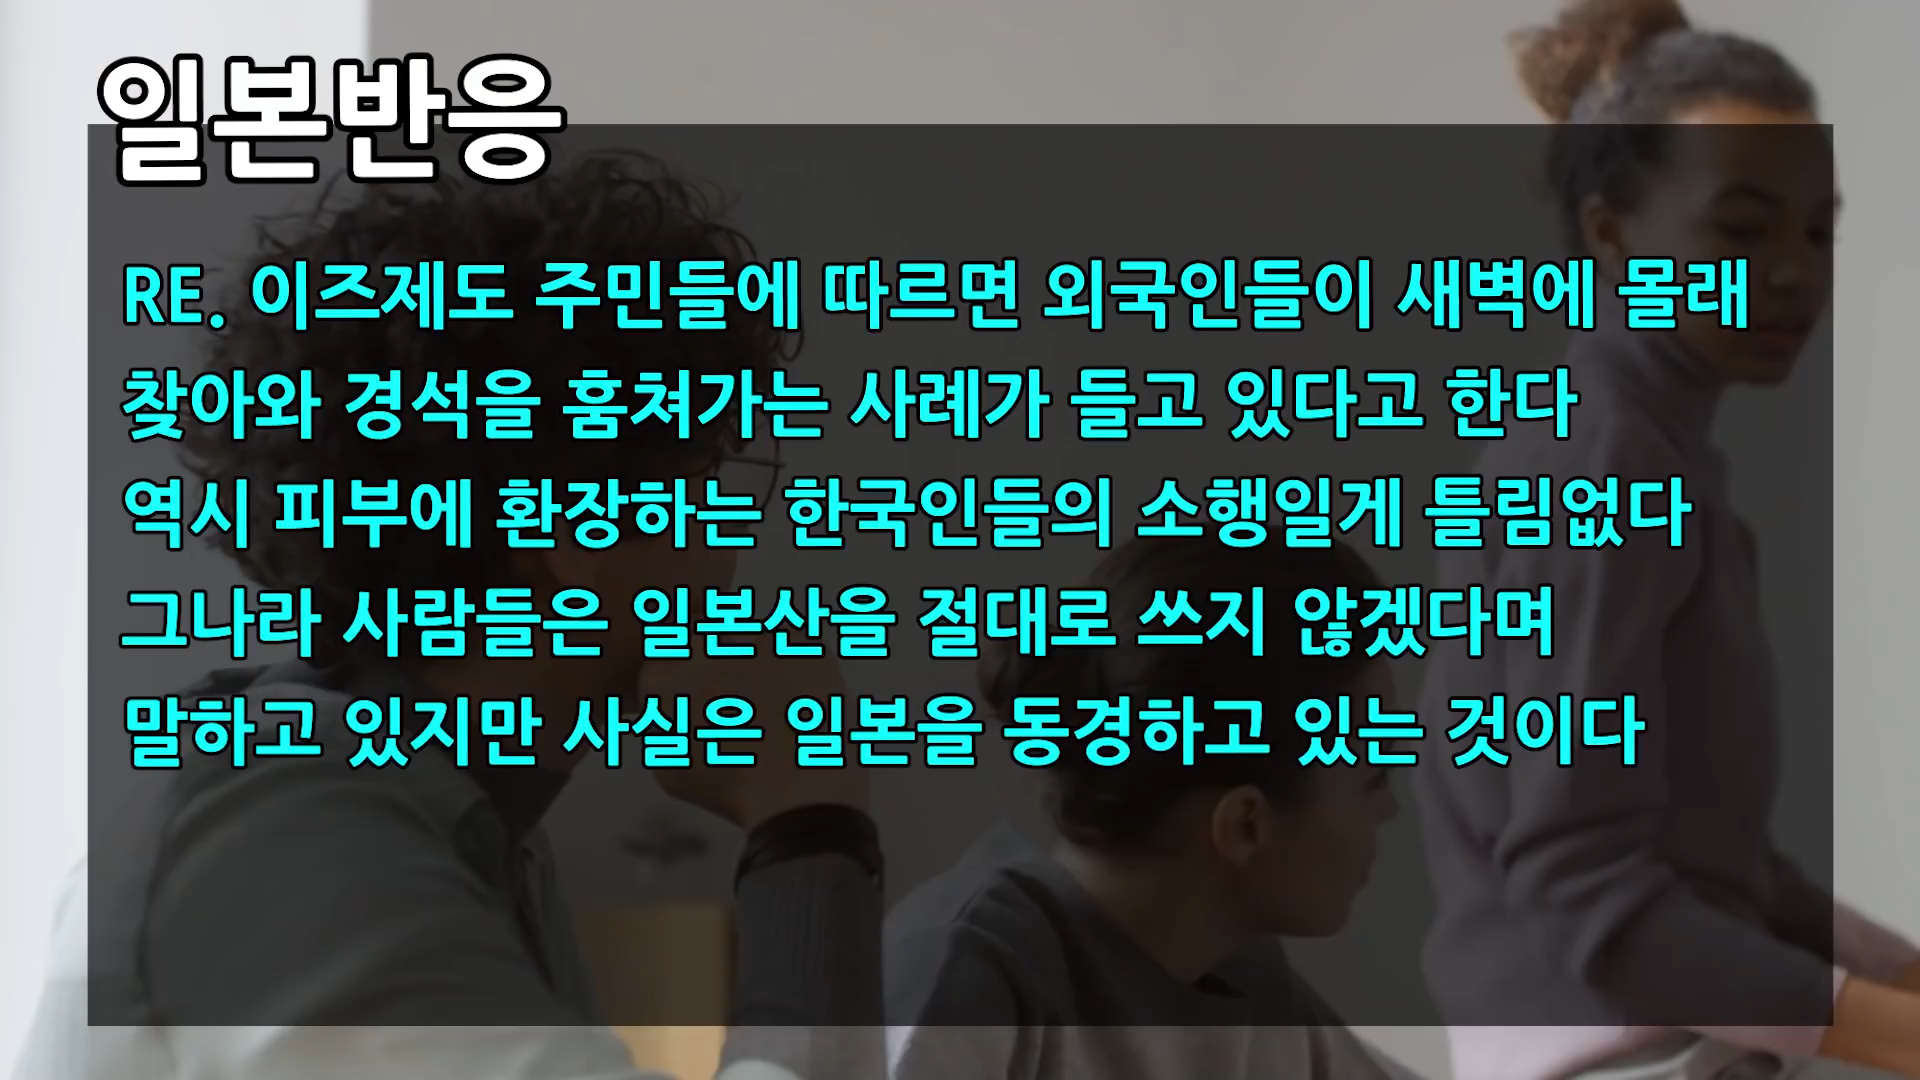 일본반응
RE. 이즈제도 주민들에 따르면 외국인들이 새벽에 몰래
찾아와 경석을 훔쳐가는 사례가 들고 있다고 한다
역시 피부에 환장하는 한국인들의 소행일게 틀림없다
그나라 사람들은 일본산을 절대로 쓰지 않겠다며
말하고 있지만 사실은 일본을 동경하고 있는 것이다